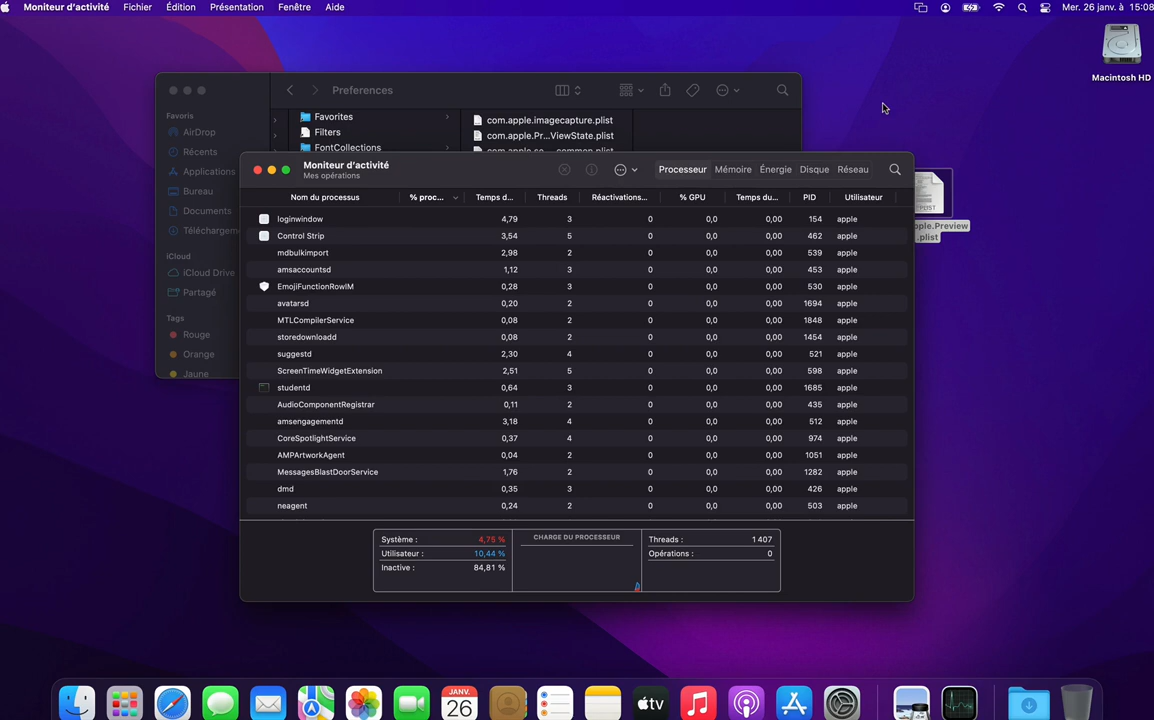 Moniteur d'activité Fichier Édition Présentation Fenêtre Aide Mer. 26 janv. à 15:08
Macintosh HD
Preferences
Favoris
AirDrop
Récents
Applications
Bureau
Documents
Téléchargem
iCloud
iCloud Drive
Partagé
Tags
Rouge
Orange
Jaune
Favorites
Filters
FontCollections
com.apple.imagecapture.plist
com.apple.Pr...ViewState.plist
PLIST
pple.Preview
.plist
Moniteur d'activité
Mes opérations
Processeur Mémoire Énergie Disque Réseau
Nom du processus % proc... Temps d... Threads Réactivations... % GPU Temps du... PID Utilisateur
loginwindow 4,79 3 0 0,0 0,00 154 apple
Control Strip 3,54 5 0 0,0 0,00 462 apple
mdbulkimport 2,98 2 0 0,0 0,00 539 apple
amsaccountsd 1,12 3 0 0,0 0,00 453 apple
EmojiFunctionRowIM 0,28 3 0 0,0 0,00 530 apple
avatarsd 0,20 2 0 0,0 0,00 1694 apple
MTLCompilerService 0,08 2 0 0,0 0,00 1848 apple
storedownloadd 0,08 2 0 0,0 0,00 1454 apple
suggestd 2,30 4 0 0,0 0,00 521 apple
ScreenTimeWidgetExtension 2,51 5 0 0,0 0,00 598 apple
studentd 0,64 3 0 0,0 0,00 1685 apple
AudioComponentRegistrar 0,11 2 0 0,0 0,00 435 apple
amsengagementd 3,18 4 0 0,0 0,00 512 apple
CoreSpotlightService 0,37 4 0 0,0 0,00 974 apple
AMPArtworkAgent 0,04 2 0 0,0 0,00 1051 apple
MessagesBlastDoorService 1,76 2 0 0,0 0,00 1282 apple
dmd 0,35 3 0 0,0 0,00 426 apple
neagent 0,24 2 0 0,0 0,00 503 apple
Système : 4,75 %
Utilisateur : 10,44 %
Inactive : 84,81 %
CHARGE DU PROCESSEUR
Threads : 1 407
Opérations : 0
JANV.
26
tv